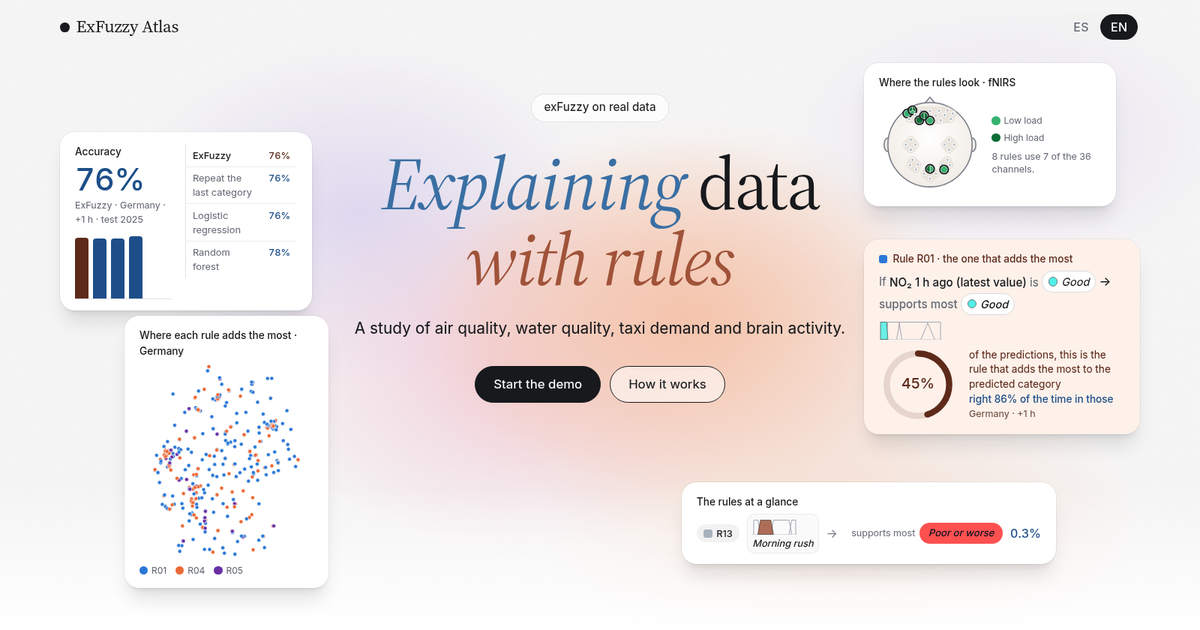 ExFuzzy Atlas
ES
EN
exFuzzy on real data
Explaining data
with rules
A study of air quality, water quality, taxi demand and brain activity.
Start the demo
How it works
Accuracy
76%
ExFuzzy · Germany ·
+1 h · test 2025
ExFuzzy 76%
Repeat the
last category 76%
Logistic
regression 76%
Random
forest 78%
Where each rule adds the most ·
Germany
R01 R04 R05
Where the rules look · fNIRS
Low load
High load
8 rules use 7 of the 36
channels.
Rule R01 · the one that adds the most
If NO₂ 1 h ago (latest value) is Good →
supports most Good
45%
of the predictions, this is the
rule that adds the most to the
predicted category
right 86% of the time in those
Germany · +1 h
The rules at a glance
R13 Morning rush → supports most Poor or worse 0.3%